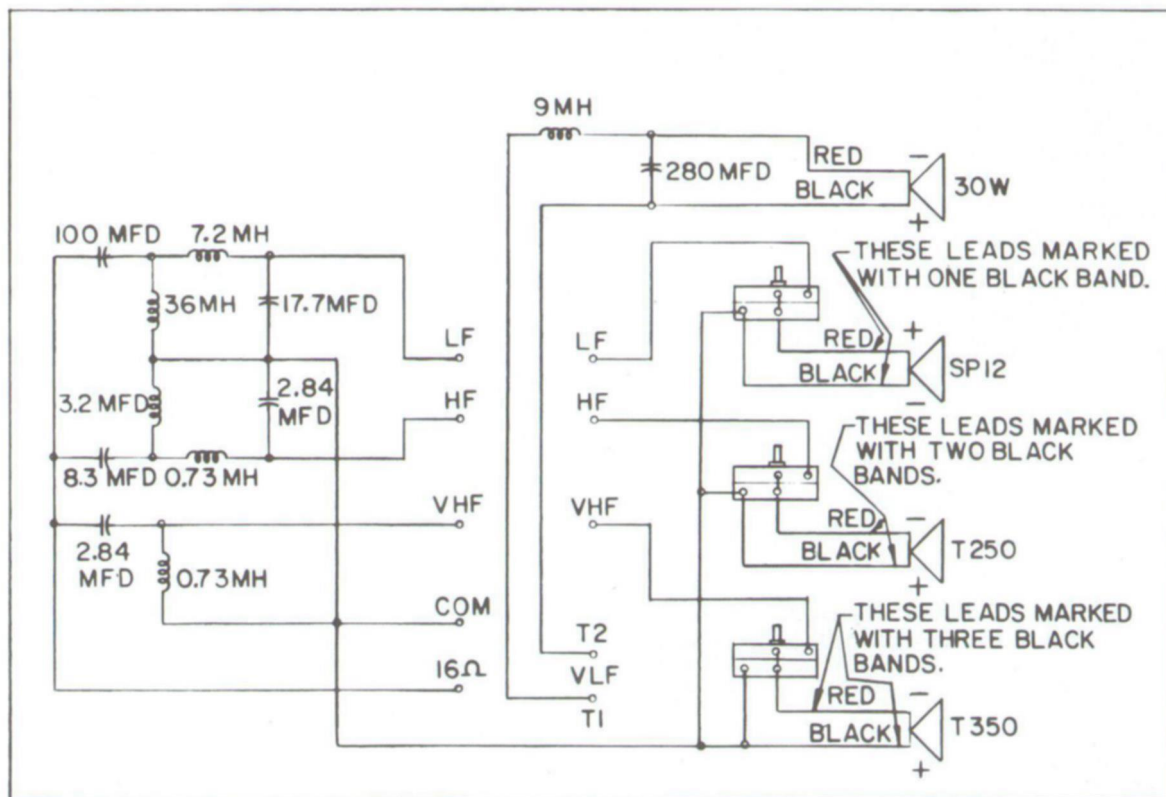 9MH
RED
-
280 MFD
BLACK
30W
+
100 MFD
7.2 MH
THESE LEADS MARKED
WITH ONE BLACK BAND.
36MH
17.7MFD
LF
LF
RED
+
BLACK
SP12
-
3.2 MFD
2.84
MFD
HF
HF
THESE LEADS MARKED
WITH TWO BLACK
BANDS.
8.3 MFD
0.73 MH
VHF
VHF
RED
-
BLACK
T250
+
2.84
MFD
0.73MH
COM
THESE LEADS MARKED
WITH THREE BLACK
BANDS.
T2
16Ω
VLF
T1
RED
-
BLACK
T350
+